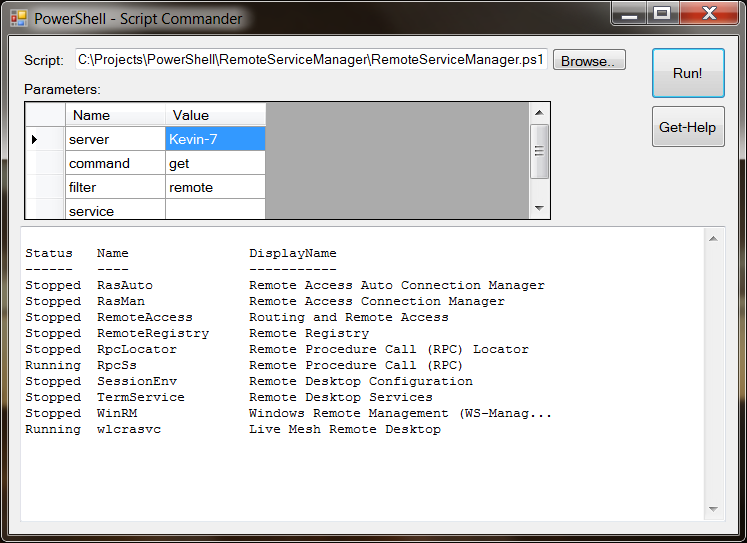 PowerShell - Script Commander
Script: C:\Projects\PowerShell\RemoteServiceManager\RemoteServiceManager.ps1 Browse.. Run!
Parameters:
Name Value
server Kevin-7
Get-Help
command get
filter remote
service
Status Name DisplayName
------ ---- -----------
Stopped RasAuto Remote Access Auto Connection Manager
Stopped RasMan Remote Access Connection Manager
Stopped RemoteAccess Routing and Remote Access
Stopped RemoteRegistry Remote Registry
Stopped RpcLocator Remote Procedure Call (RPC) Locator
Running RpcSs Remote Procedure Call (RPC)
Stopped SessionEnv Remote Desktop Configuration
Stopped TermService Remote Desktop Services
Stopped WinRM Windows Remote Management (WS-Manag...
Running wlcrasvc Live Mesh Remote Desktop